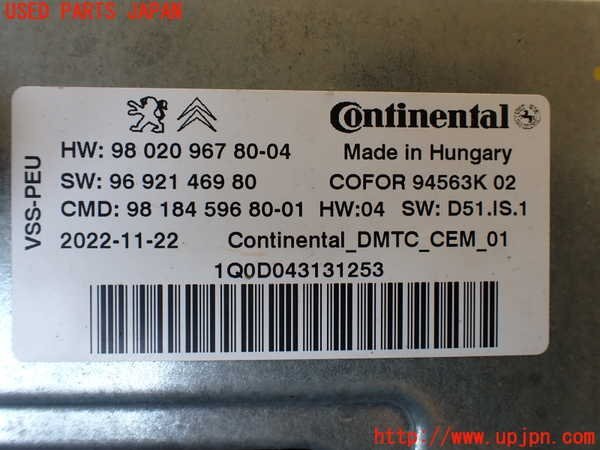 USED PARTS JAPAN
Continental
HW: 98 020 967 80-04 Made in Hungary
SW: 96 921 469 80 COFOR 94563K 02
CMD: 98 184 596 80-01 HW:04 SW: D51.IS.1
2022-11-22 Continental_DMTC_CEM_01
1Q0D043131253
VSS-PEU
UPJ
http://www.upjpn.com